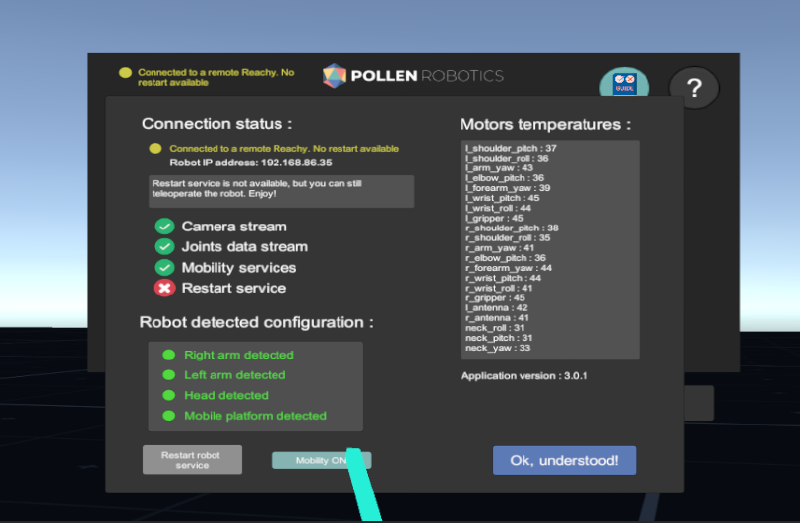 Connected to a remote Reachy. No
restart available
POLLEN ROBOTICS
GUIDE
?
Connection status :
Connected to a remote Reachy. No restart available
Robot IP address: 192.168.86.35
Restart service is not available, but you can still
teleoperate the robot. Enjoy!
Camera stream
Joints data stream
Mobility services
Restart service
Robot detected configuration :
Right arm detected
Left arm detected
Head detected
Mobile platform detected
Restart robot
service
Mobility ON
Motors temperatures :
l_shoulder_pitch : 37
l_shoulder_roll : 36
l_arm_yaw : 43
l_elbow_pitch : 36
l_forearm_yaw : 39
l_wrist_pitch : 45
l_wrist_roll : 44
l_gripper : 45
r_shoulder_pitch : 38
r_shoulder_roll : 35
r_arm_yaw : 41
r_elbow_pitch : 36
r_forearm_yaw : 44
r_wrist_pitch : 44
r_wrist_roll : 41
r_gripper : 45
l_antenna : 42
r_antenna : 41
neck_roll : 31
neck_pitch : 31
neck_yaw : 33
Application version : 3.0.1
Ok, understood!